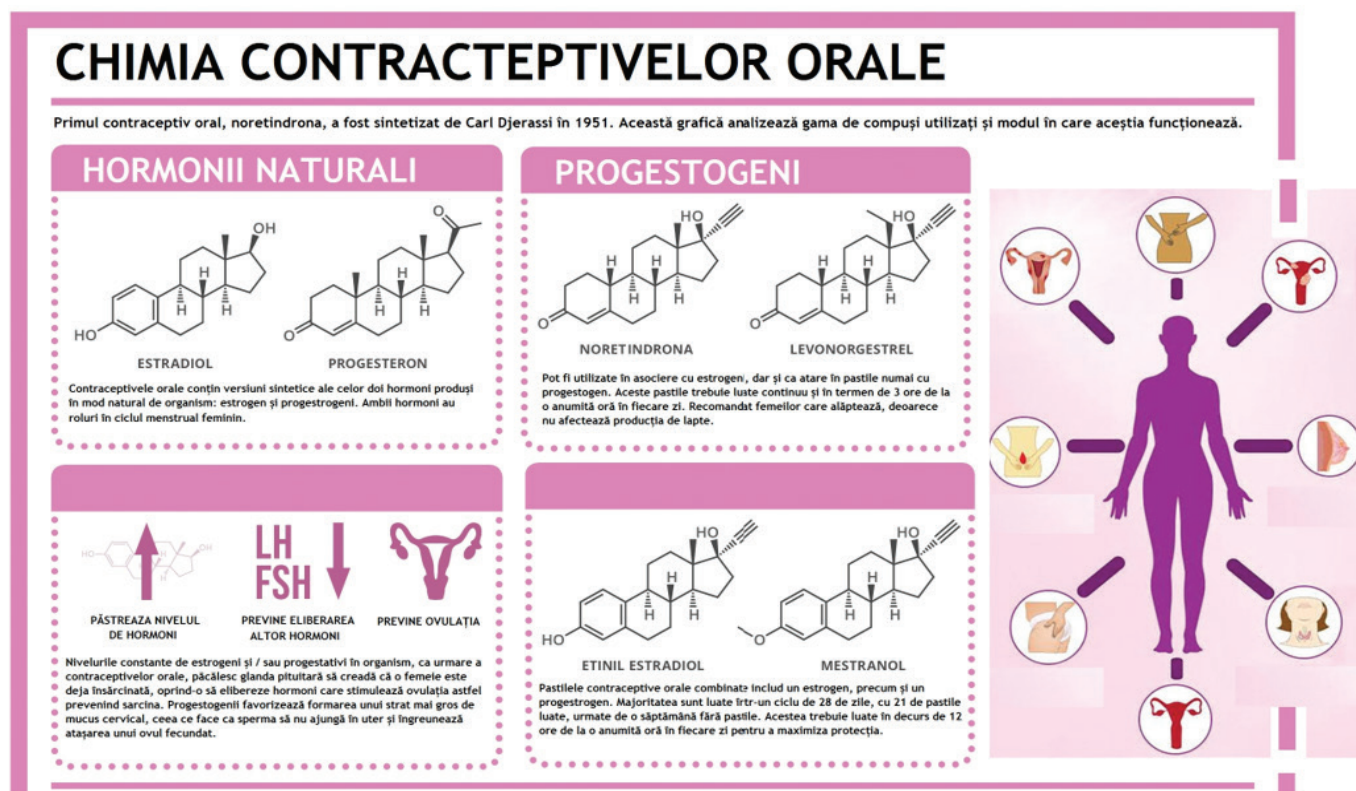 CHIMIA CONTRACTEPTIVELOR ORALE
Primul contraceptiv oral, noretindrona, a fost sintetizat de Carl Djerassi în 1951. Această grafică analizează gama de compuși utilizați și modul în care aceștia funcționează.
HORMONII NATURALI
OH
H
H
H
HO
ESTRADIOL
O
H
H
H
O
PROGESTERON
Contraceptivele orale conțin versiuni sintetice ale celor doi hormoni produși
în mod natural de organism: estrogen și progestrogeni. Ambii hormoni au
roluri în ciclul menstrual feminin.
PROGESTOGENI
HO
H
H
H
H
O
NORETINDRONA
HO
H
H
H
H
O
LEVONORGESTREL
Pot fi utilizate în asociere cu estrogeni, dar și ca atare în pastile numai cu
progestogen. Aceste pastile trebuie luate continuu și în termen de 3 ore de la
o anumită oră în fiecare zi. Recomandat femeilor care alăptează, deoarece
nu afectează producția de lapte.
HO
OH
H
PĂSTREAZA NIVELUL
DE HORMONI
LH
FSH
PREVINE ELIBERAREA
ALTOR HORMONI
PREVINE OVULAȚIA
Nivelurile constante de estrogeni și / sau progestativi în organism, ca urmare a
contraceptivelor orale, păcălesc glanda pituitară să creadă că o femeie este
deja însărcinată, oprind-o să elibereze hormoni care stimulează ovulația astfel
prevenind sarcina. Progestogenii favorizează formarea unui strat mai gros de
mucus cervical, ceea ce face ca sperma să nu ajungă în uter și îngreunează
atașarea unui ovul fecundat.
HO
H
H
H
HO
ETINIL ESTRADIOL
HO
H
H
H
O
MESTRANOL
Pastilele contraceptive orale combinate includ un estrogen, precum și un
progestrogen. Majoritatea sunt luate într-un ciclu de 28 de zile, cu 21 de pastile
luate, urmate de o săptămână fără pastile. Acestea trebuie luate în decurs de 12
ore de la o anumită oră în fiecare zi pentru a maximiza protecția.